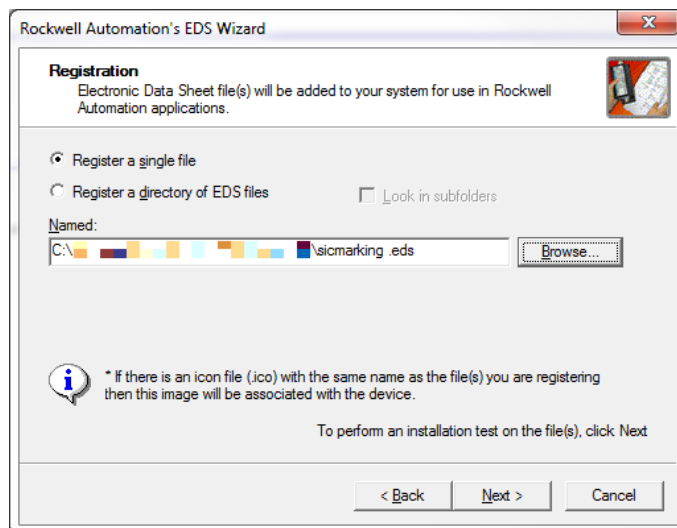 Rockwell Automation's EDS Wizard
Registration
Electronic Data Sheet file(s) will be added to your system for use in Rockwell
Automation applications.
Register a single file
Register a directory of EDS files
Look in subfolders
Named:
C:\ \sicmarking .eds
Browse...
* If there is an icon file (.ico) with the same name as the file(s) you are registering
then this image will be associated with the device.
To perform an installation test on the file(s), click Next
< Back
Next >
Cancel